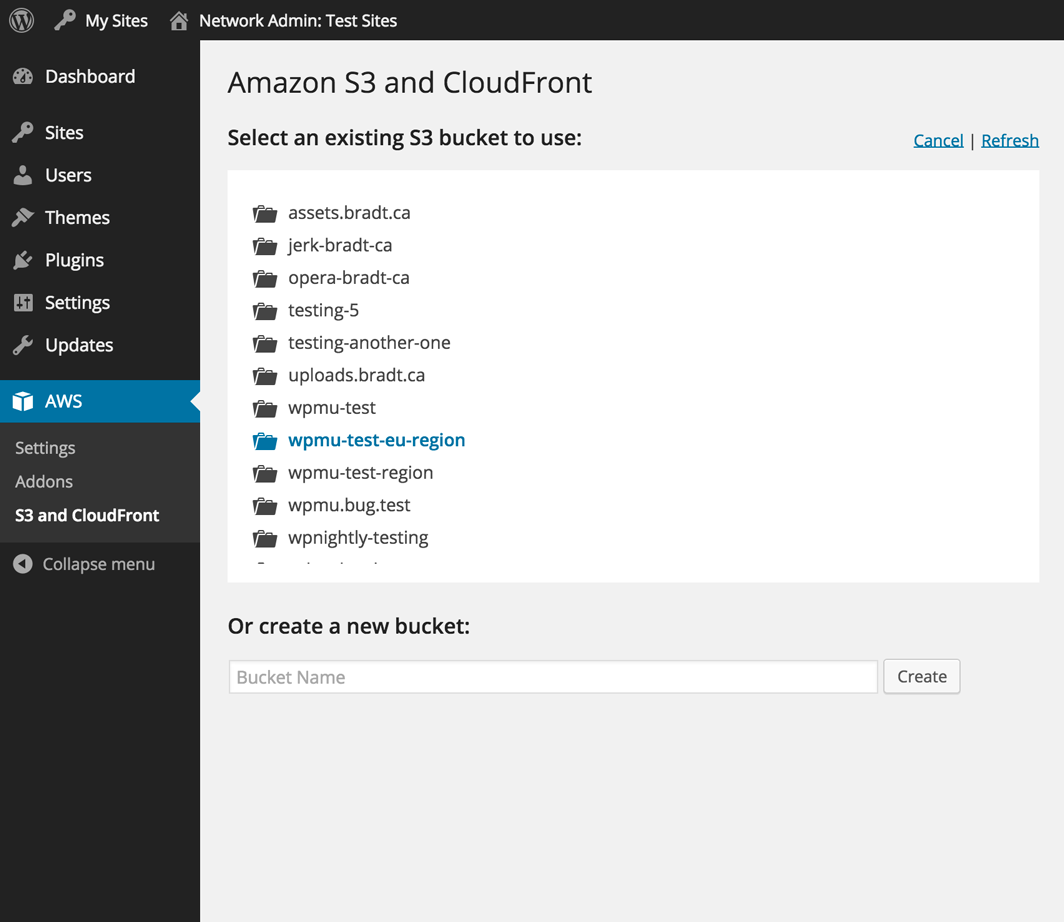 My Sites Network Admin: Test Sites
Dashboard
Sites
Users
Themes
Plugins
Settings
Updates
AWS
Settings
Addons
S3 and CloudFront
Collapse menu
Amazon S3 and CloudFront
Select an existing S3 bucket to use:
Cancel | Refresh
assets.bradt.ca
jerk-bradt-ca
opera-bradt-ca
testing-5
testing-another-one
uploads.bradt.ca
wpmu-test
wpmu-test-eu-region
wpmu-test-region
wpmu.bug.test
wpnightly-testing
Or create a new bucket:
Bucket Name
Create